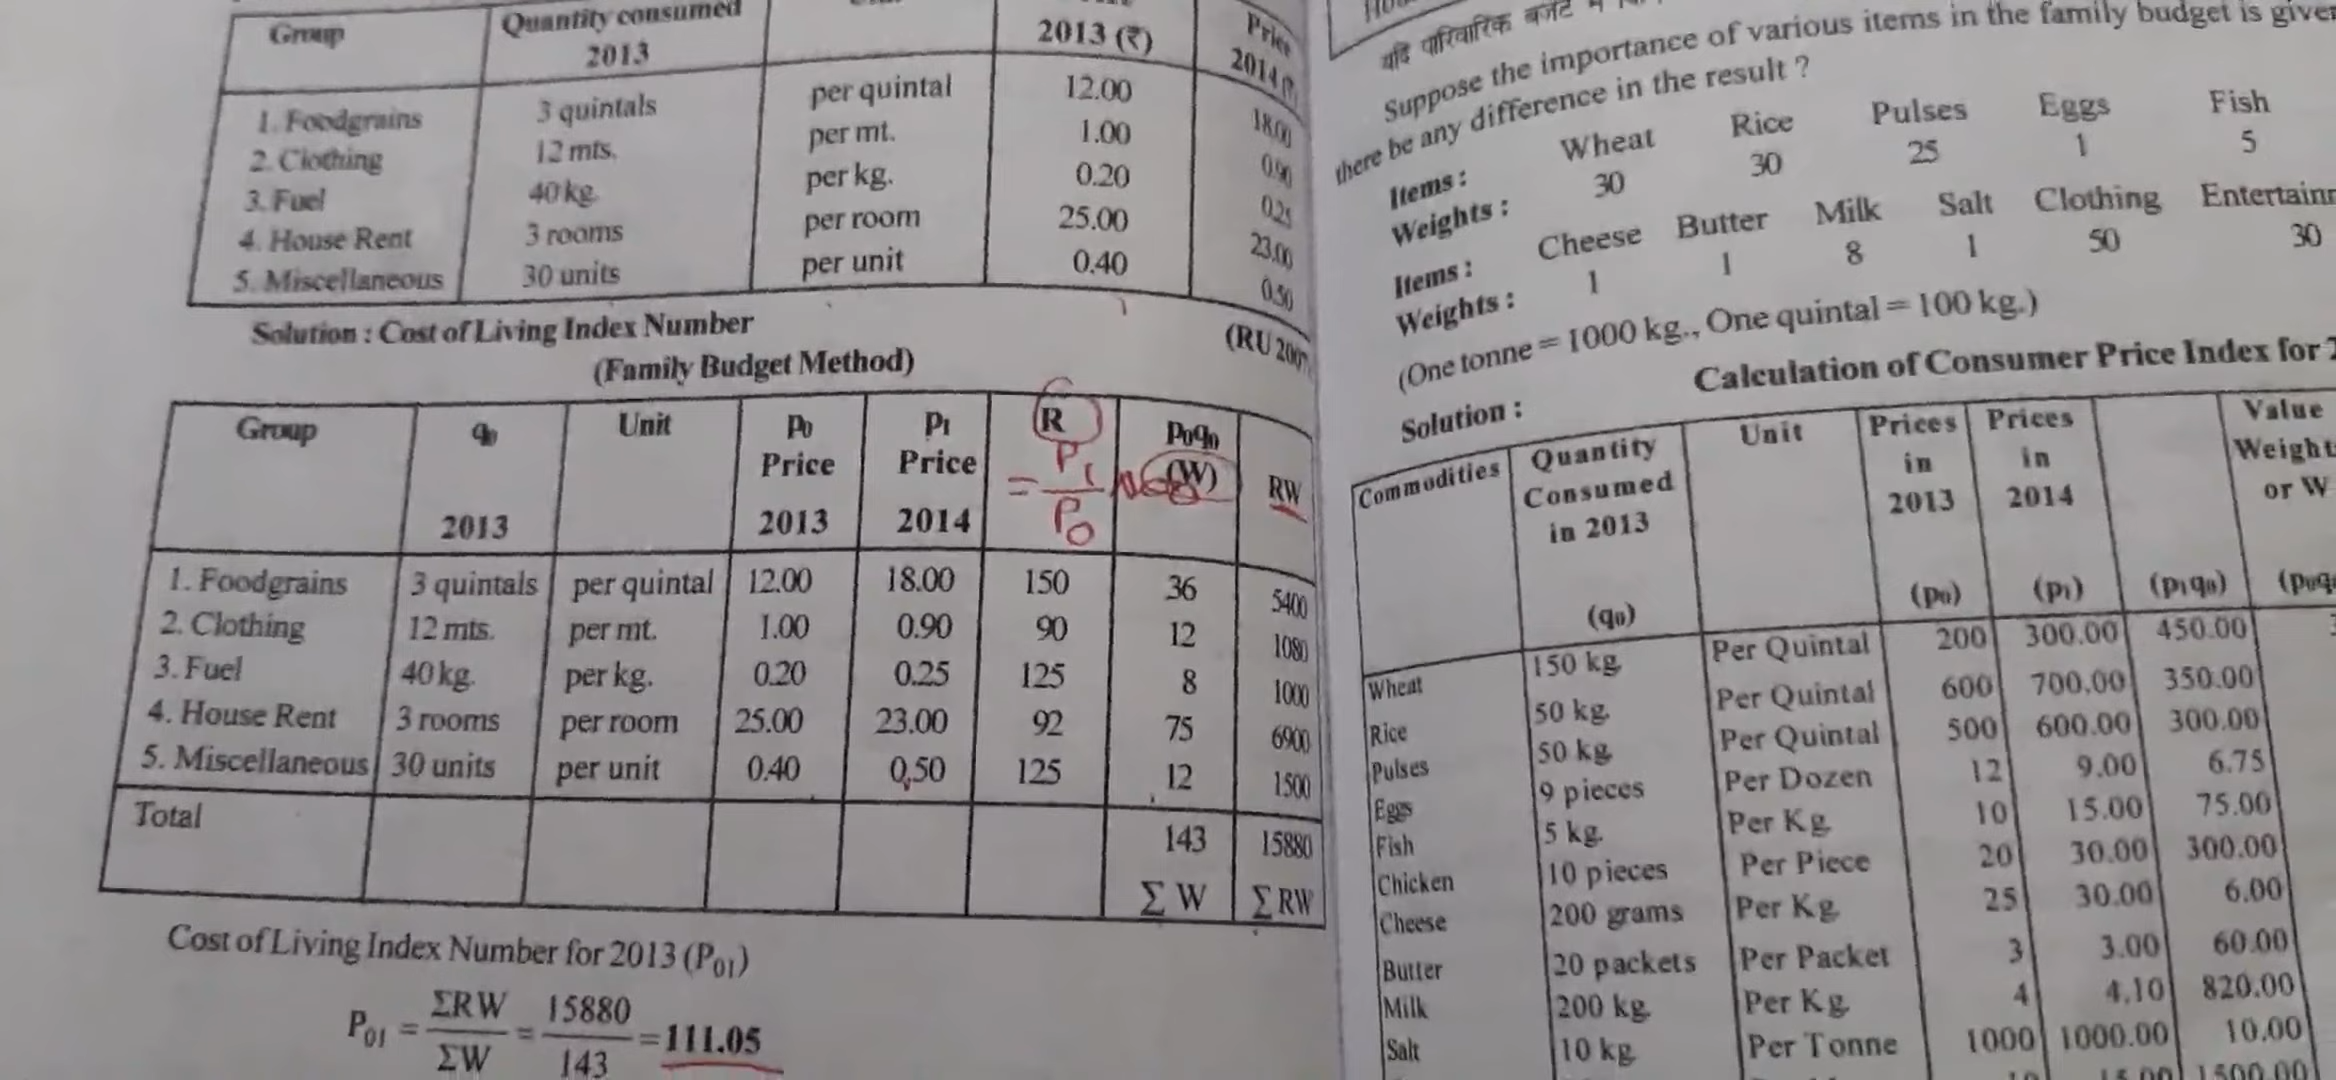 Group Quantity consumed 2013 (₹) Price
2013 2014
1. Foodgrains 3 quintals per quintal 12.00 18.00
2. Clothing 12 mts. per mt. 1.00 0.90
3. Fuel 40 kg. per kg. 0.20 0.25
4. House Rent 3 rooms per room 25.00 23.00
5. Miscellaneous 30 units per unit 0.40 0.50
Solution : Cost of Living Index Number (RU
(Family Budget Method)
Group q0 Unit p0 p1 R p0q0 RW
Price Price = P1 (W)
2013 2013 2014 P0
1. Foodgrains 3 quintals per quintal 12.00 18.00 150 36 5400
2. Clothing 12 mts. per mt. 1.00 0.90 90 12 1080
3. Fuel 40 kg. per kg. 0.20 0.25 125 8 1000
4. House Rent 3 rooms per room 25.00 23.00 92 75 6900
5. Miscellaneous 30 units per unit 0.40 0.50 125 12 1500
Total 143 15880
ΣW ΣRW
Cost of Living Index Number for 2013 (P01)
P01 = ΣRW / ΣW = 15880 / 143 = 111.05
यदि पारिवारिक बजट में
Suppose the importance of various items in the family budget is given
there be any difference in the result ?
Items : Wheat Rice Pulses Eggs Fish
Weights : 30 30 25 1 5
Items : Cheese Butter Milk Salt Clothing
Weights : 1 1 8 1 50 30
(One tonne = 1000 kg., One quintal = 100 kg.)
Calculation of Consumer Price Index for
Solution :
Commodities Quantity Unit Prices Prices Value
Consumed in in Weight
in 2013 2013 2014 or W
(q0) (p0) (p1) (p1q0)
Wheat 150 kg. Per Quintal 200 300.00 450.00
Rice 50 kg. Per Quintal 600 700.00 350.00
Pulses 50 kg. Per Quintal 500 600.00 300.00
Eggs 9 pieces Per Dozen 12 9.00 6.75
Fish 5 kg. Per Kg. 10 15.00 75.00
Chicken 10 pieces Per Piece 20 30.00 300.00
Cheese 200 grams Per Kg. 25 30.00 6.00
Butter 20 packets Per Packet 3 3.00 60.00
Milk 200 kg. Per Kg. 4 4.10 820.00
Salt 10 kg. Per Tonne 1000 1000.00 10.00